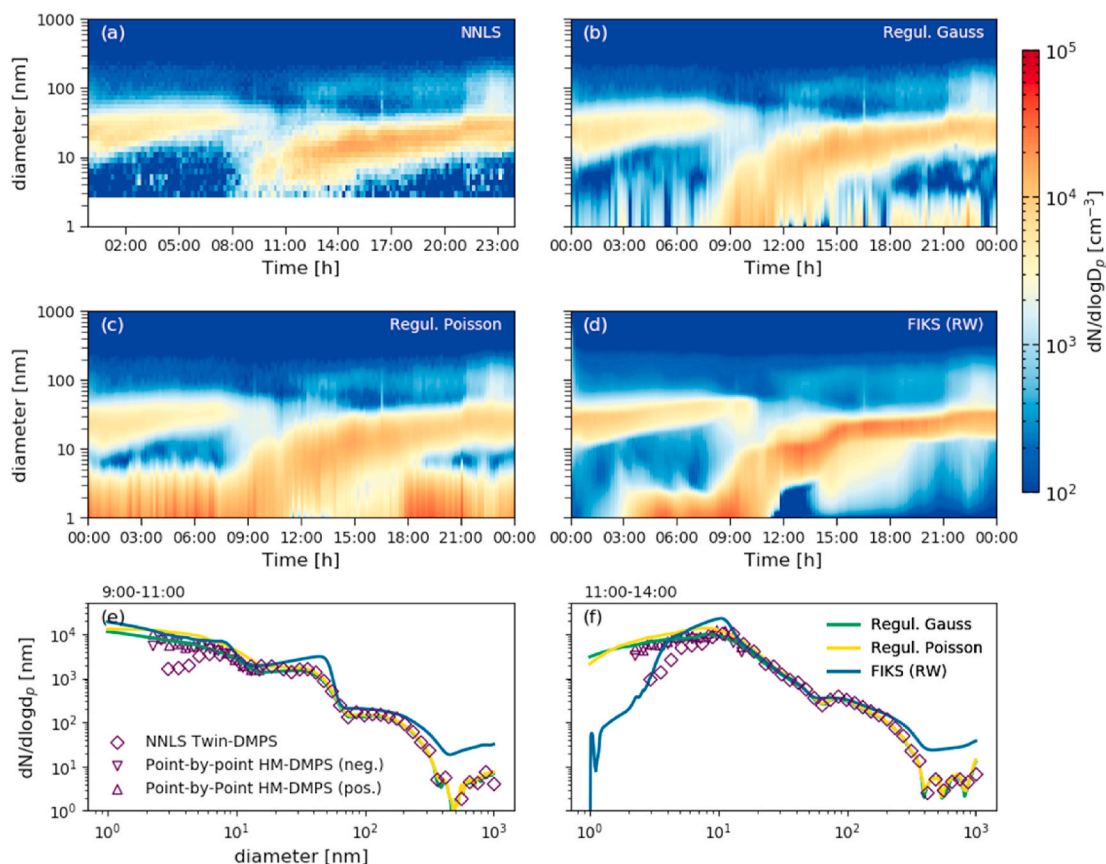 (a) NNLS
(b) Regul. Gauss
1000
100
10
1
diameter [nm]
02:00 05:00 08:00 11:00 14:00 17:00 20:00 23:00
Time [h]
00:00 03:00 06:00 09:00 12:00 15:00 18:00 21:00 00:00
Time [h]
(c) Regul. Poisson
(d) FIKS (RW)
1000
100
10
1
diameter [nm]
00:00 03:00 06:00 09:00 12:00 15:00 18:00 21:00 00:00
Time [h]
00:00 03:00 06:00 09:00 12:00 15:00 18:00 21:00 00:00
Time [h]
10⁵
10⁴
10³
10²
dN/dlogDₚ [cm⁻³]
9:00-11:00
(e)
10⁴
10³
10²
10¹
10⁰
dN/dlogdₚ [nm]
NNLS Twin-DMPS
Point-by-point HM-DMPS (neg.)
Point-by-Point HM-DMPS (pos.)
10⁰ 10¹ 10² 10³
diameter [nm]
11:00-14:00
(f)
Regul. Gauss
Regul. Poisson
FIKS (RW)
10⁰ 10¹ 10² 10³